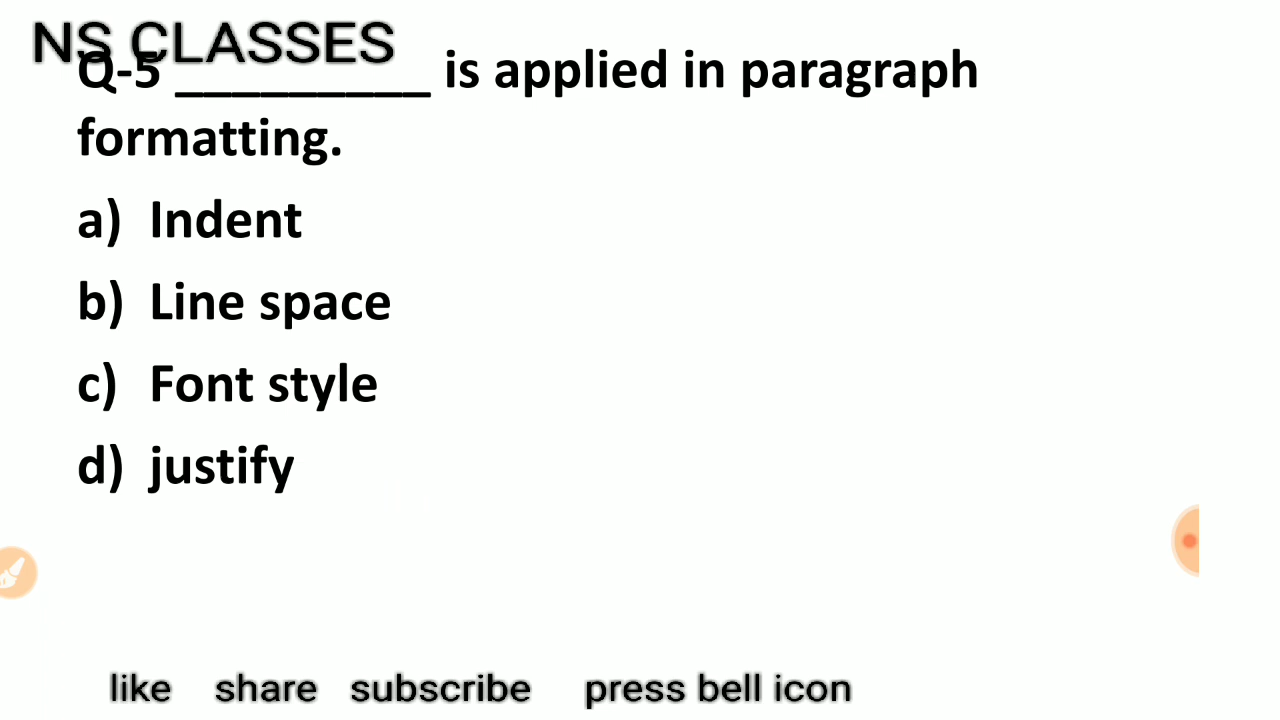 NS CLASSES
Q-5 _________ is applied in paragraph
formatting.
a) Indent
b) Line space
c) Font style
d) justify
like share subscribe press bell icon